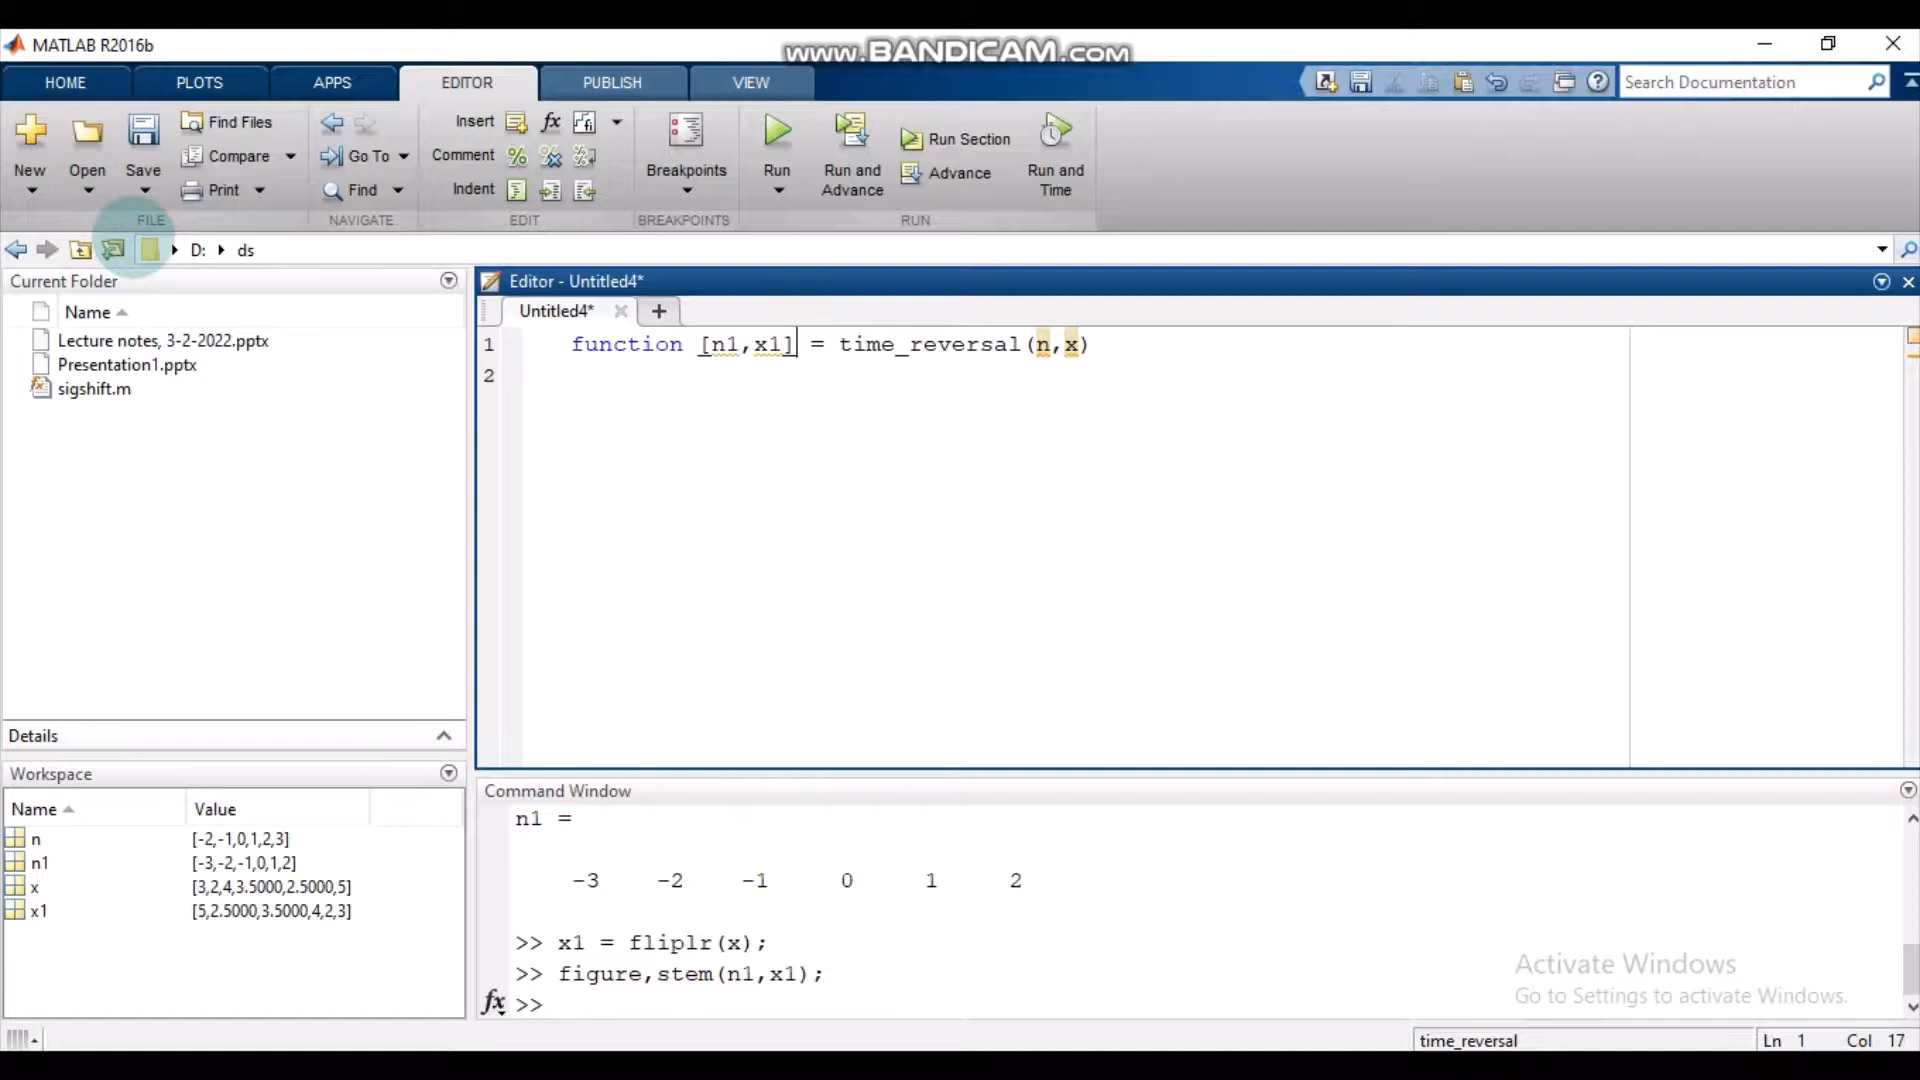 MATLAB R2016b
www.BANDICAM.com
HOME
PLOTS
APPS
EDITOR
PUBLISH
VIEW
Search Documentation
New
Open
Save
Find Files
Compare
Print
FILE
Go To
Find
NAVIGATE
Insert
fx
Comment
Indent
EDIT
Breakpoints
BREAKPOINTS
Run
Run and
Advance
Run Section
Advance
Run and
Time
RUN
D:
ds
Current Folder
Name
Lecture notes, 3-2-2022.pptx
Presentation1.pptx
sigshift.m
Details
Workspace
Name Value
n [-2,-1,0,1,2,3]
n1 [-3,-2,-1,0,1,2]
x [3,2,4,3.5000,2.5000,5]
x1 [5,2.5000,3.5000,4,2,3]
Editor - Untitled4*
Untitled4*
1 function [n1,x1] = time_reversal(n,x)
2
Command Window
n1 =
-3 -2 -1 0 1 2
>> x1 = fliplr(x);
>> figure,stem(n1,x1);
fx >>
Activate Windows
Go to Settings to activate Windows.
time_reversal
Ln 1 Col 17